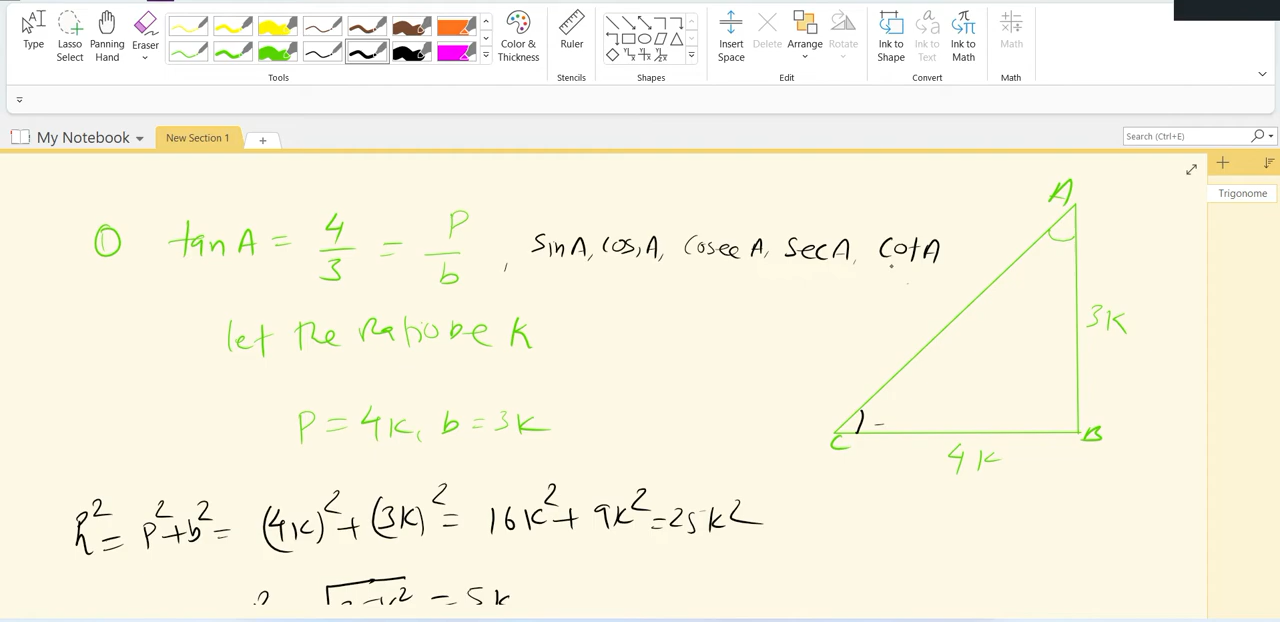 Type
Lasso Select
Panning Hand
Eraser
Color & Thickness
Ruler
Insert Space
Delete
Arrange
Rotate
Ink to Shape
Ink to Text
Ink to Math
Math
Tools
Stencils
Shapes
Edit
Convert
Math
My Notebook
New Section 1
+
Search (Ctrl+E)
Trigonome
① tan A = 4/3 = P/b , sin A, cos, A, Cosec A, sec A, cot A
let the Ratio be K
P = 4K, b = 3K
h² = p² + b² = (4K)² + (3K)² = 16K² + 9K² = 25K²
= 5K
A
3K
C
B
4K